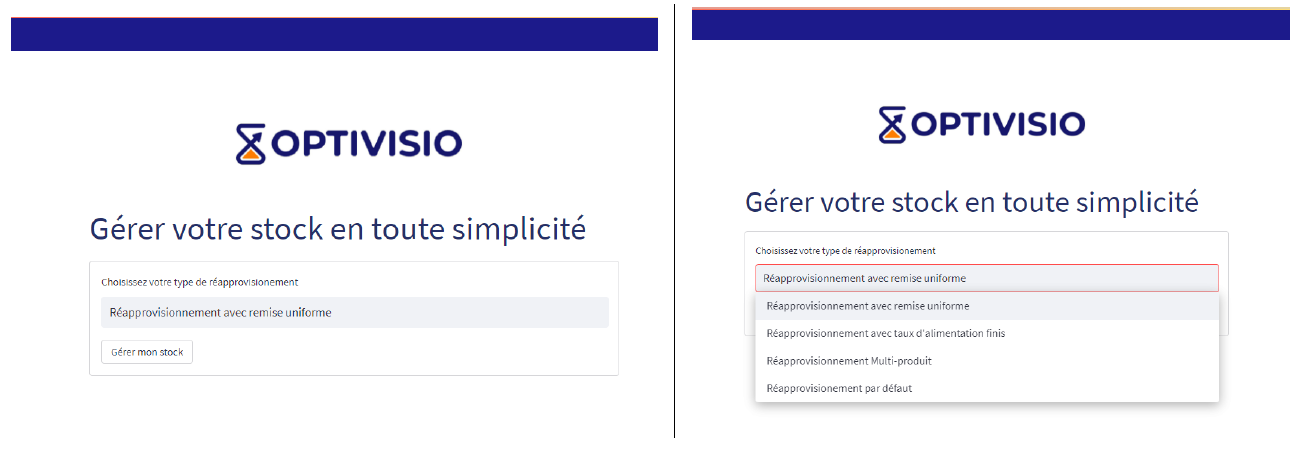 OPTIVISIO
Gérer votre stock en toute simplicité
Choisissez votre type de réapprovisionement
Réapprovisionnement avec remise uniforme
Gérer mon stock
OPTIVISIO
Gérer votre stock en toute simplicité
Choisissez votre type de réapprovisionement
Réapprovisionnement avec remise uniforme
Réapprovisionnement avec remise uniforme
Réapprovisionnement avec taux d'alimentation finis
Réapprovisionnement Multi-produit
Réapprovisionement par défaut